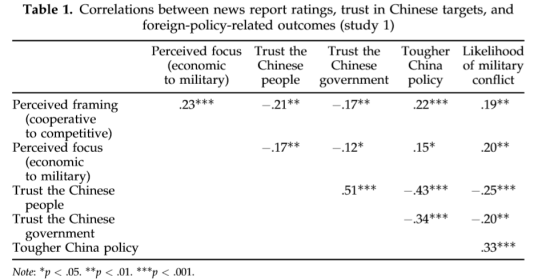 Table 1. Correlations between news report ratings, trust in Chinese targets, and
foreign-policy-related outcomes (study 1)
Perceived focus Trust the Trust the Tougher Likelihood
(economic Chinese Chinese China of military
to military) people government policy conflict
Perceived framing .23*** –.21** –.17** .22*** .19**
(cooperative
to competitive)
Perceived focus –.17** –.12* .15* .20**
(economic
to military)
Trust the Chinese .51*** –.43*** –.25***
people
Trust the Chinese –.34*** –.20**
government
Tougher China policy .33***
Note: *p < .05. **p < .01. ***p < .001.